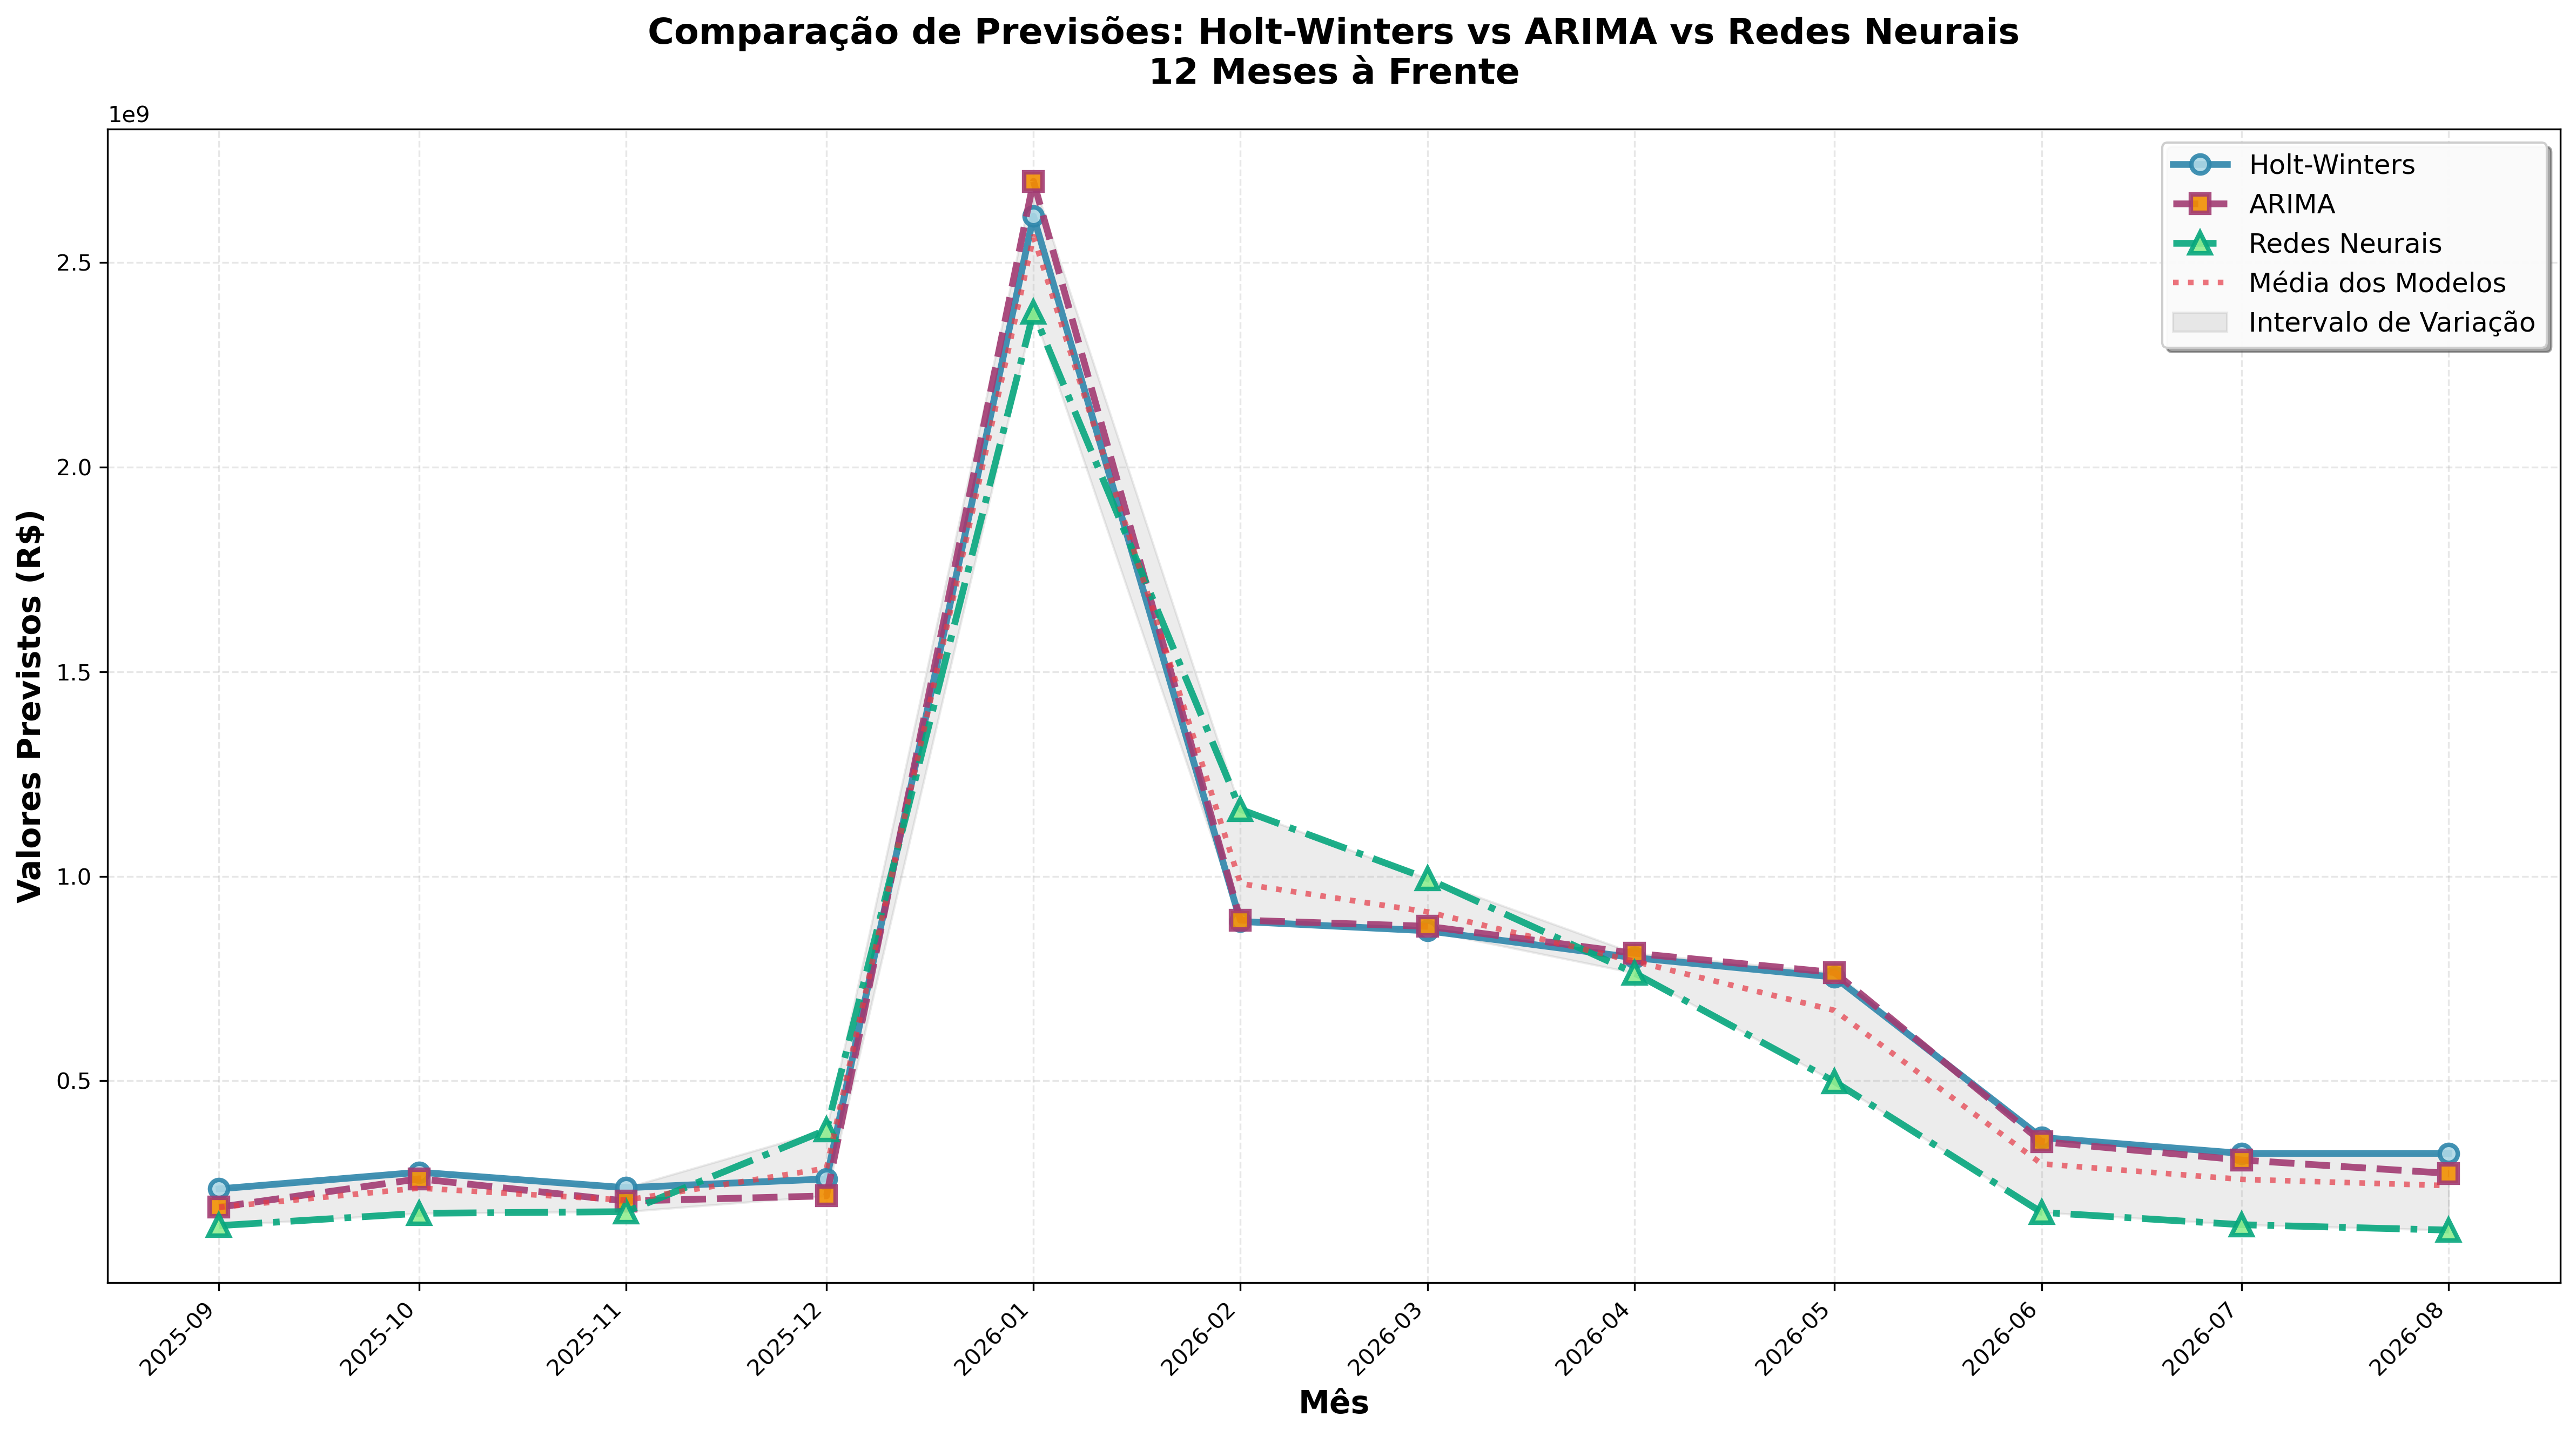 Comparação de Previsões: Holt-Winters vs ARIMA vs Redes Neurais
12 Meses à Frente
1e9
Holt-Winters
ARIMA
Redes Neurais
Média dos Modelos
Intervalo de Variação
2.5
2.0
1.5
1.0
0.5
Valores Previstos (R$)
2025-09
2025-10
2025-11
2025-12
2026-01
2026-02
2026-03
2026-04
2026-05
2026-06
2026-07
2026-08
Mês